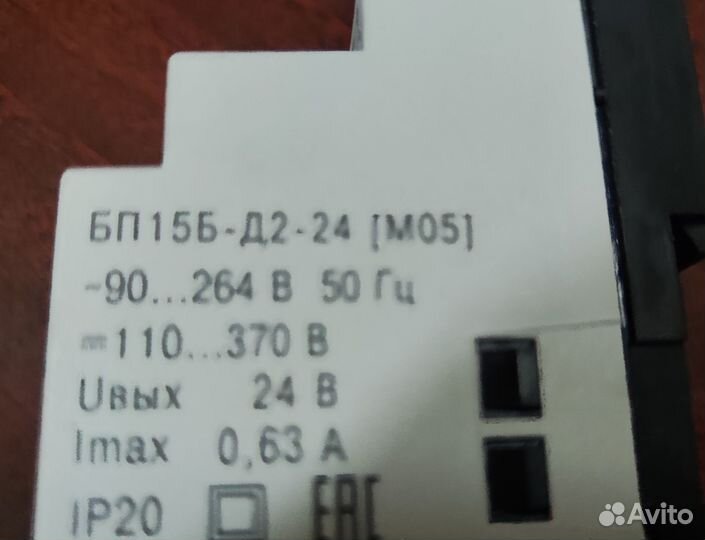 БП15Б-Д2-24 [М05]
~90...264 В 50 Гц
⎓110...370 В
Uвых 24 В
Imax 0,63 А
IP20 EAC
Avito